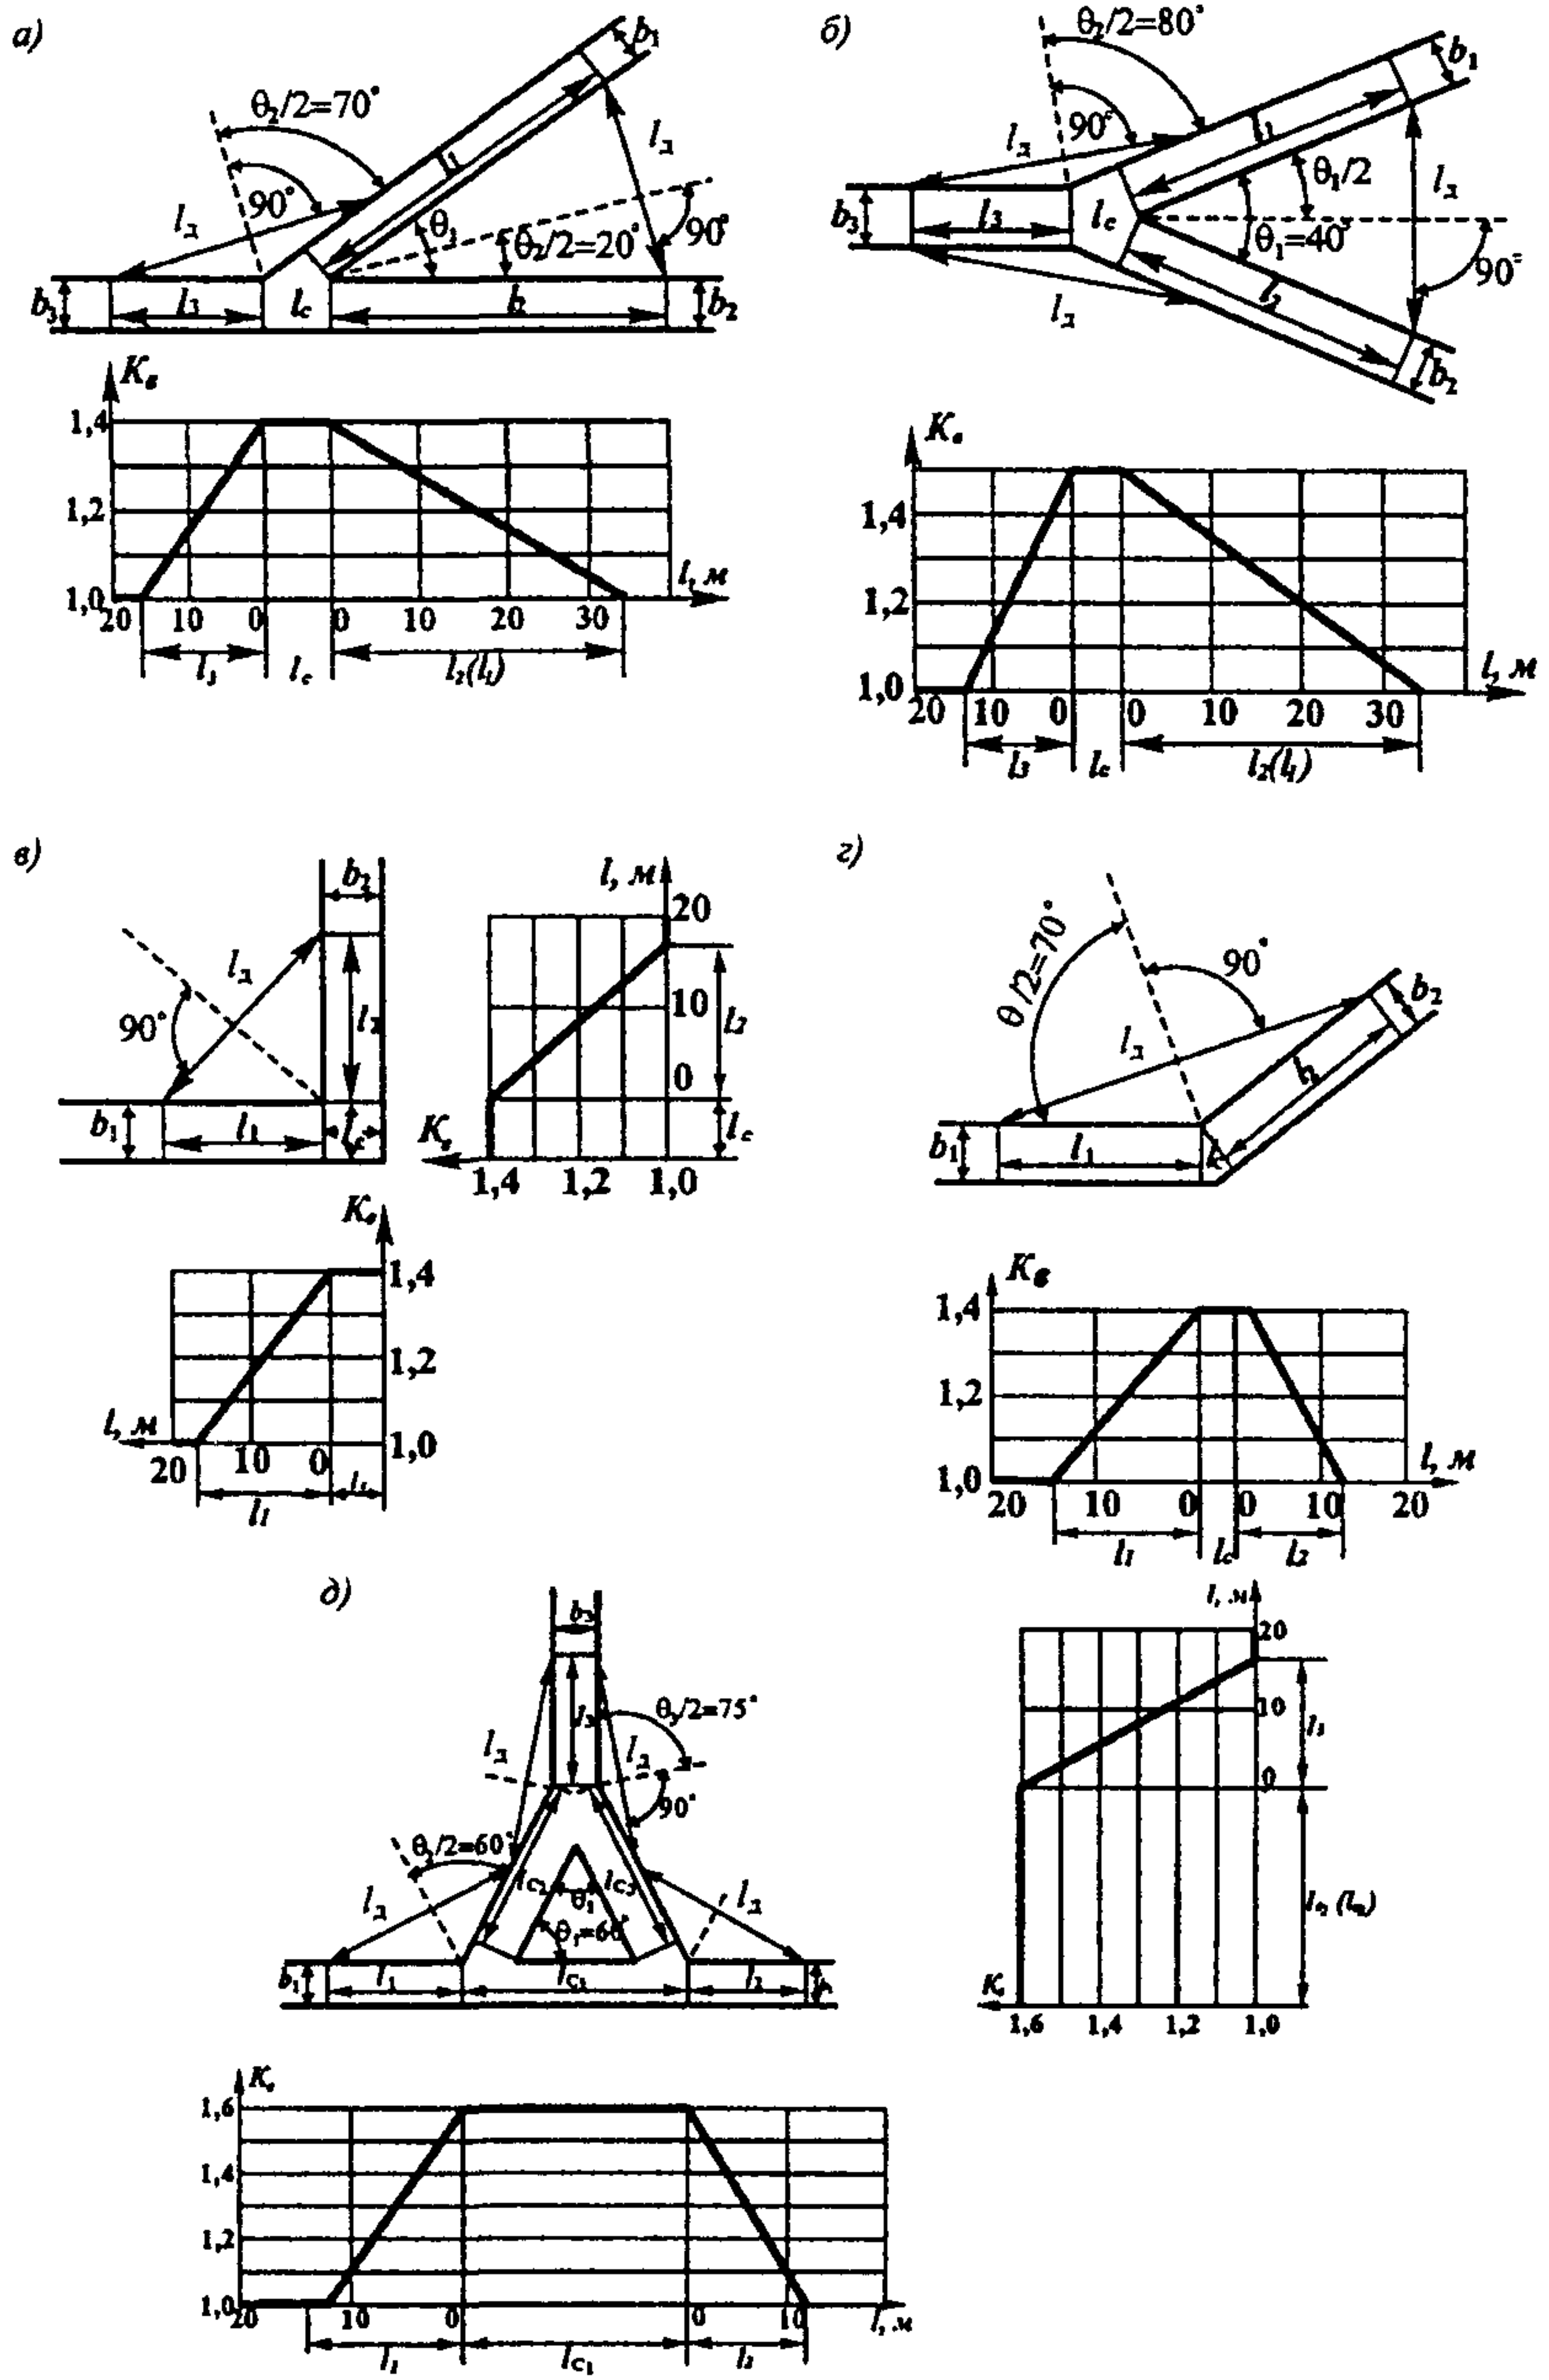 а)
θ₂/2=70°
90°
lд
b₁
l₁
lд
θ₁
θ₂/2=20°
90°
b₃
l₃
lc
l₂
b₂
Kв
1,4
1,2
1,0
20 10 0 0 10 20 30
l, м
l₃ lc l₂(l₁)
б)
θ₂/2=80°
90°
lд
b₁
l₁
θ₁/2
lд
b₃
l₃
lc
θ₁=40°
90°
lд
l₂
b₂
Kв
1,4
1,2
1,0
20 10 0 0 10 20 30
l, м
l₃ lc l₂(l₁)
в)
b₂
lд
90°
l₂
b₁
l₁
lc
l, м
20
10
0
l₂
lc
Kв
1,4 1,2 1,0
Kв
1,4
1,2
1,0
l, м
20 10 0
l₁
г)
θ/2=70°
90°
lд
b₂
l₂
b₁
l₁
Kв
1,4
1,2
1,0
20 10 0 0 10 20
l, м
l₁ lc l₂
д)
b₃
l₃
θ₃/2=75°
lд
lд
90°
θ₂/2=60°
lc₂ lc₃
θ₁
lд
lд
θ₁=60°
b₁
l₁
lc₁
l₂
l, м
20
10
0
l₃
K
1,6 1,4 1,2 1,0
Kв
1,6
1,4
1,2
1,0
20 10 0 0 10
l, м
l₁ lc₁ l₂